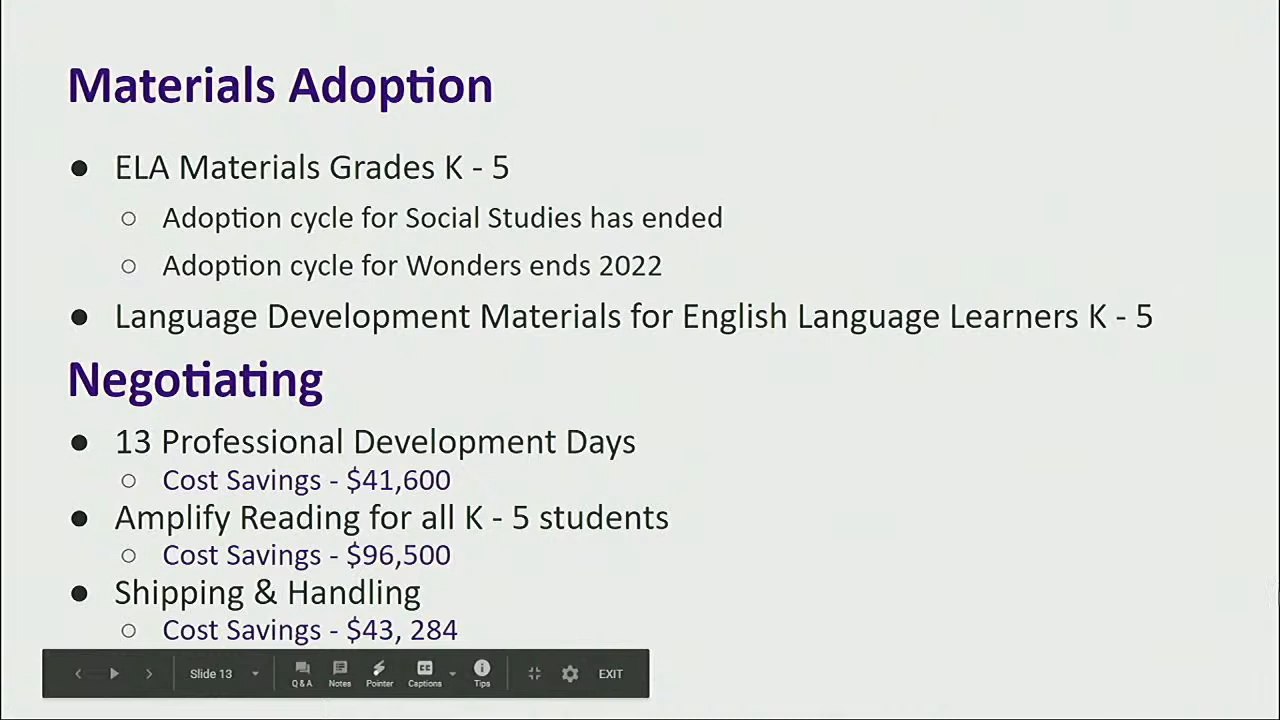 Materials Adoption
● ELA Materials Grades K - 5
○ Adoption cycle for Social Studies has ended
○ Adoption cycle for Wonders ends 2022
● Language Development Materials for English Language Learners K - 5
Negotiating
● 13 Professional Development Days
○ Cost Savings - $41,600
● Amplify Reading for all K - 5 students
○ Cost Savings - $96,500
● Shipping & Handling
○ Cost Savings - $43, 284
Slide 13 Q&A Notes Pointer CC Captions Tips EXIT